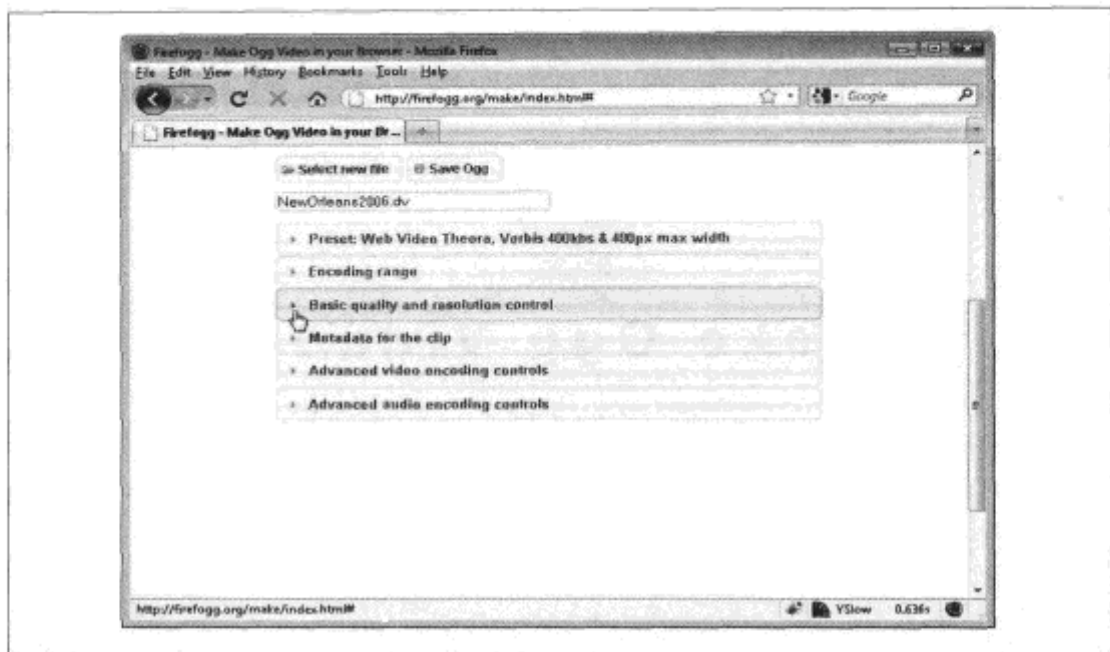 Firefogg - Make Ogg Video in your Browser - Mozilla Firefox
File Edit View History Bookmarks Tools Help
http://firefogg.org/make/index.html# Google
Firefogg - Make Ogg Video in your Br...
Select new file Save Ogg
NewOrleans2006.dv
Preset: Web Video Theora, Vorbis 400kbs & 400px max width
Encoding range
Basic quality and resolution control
Metadata for the clip
Advanced video encoding controls
Advanced audio encoding controls
http://firefogg.org/make/index.html# YSlow 0.636s